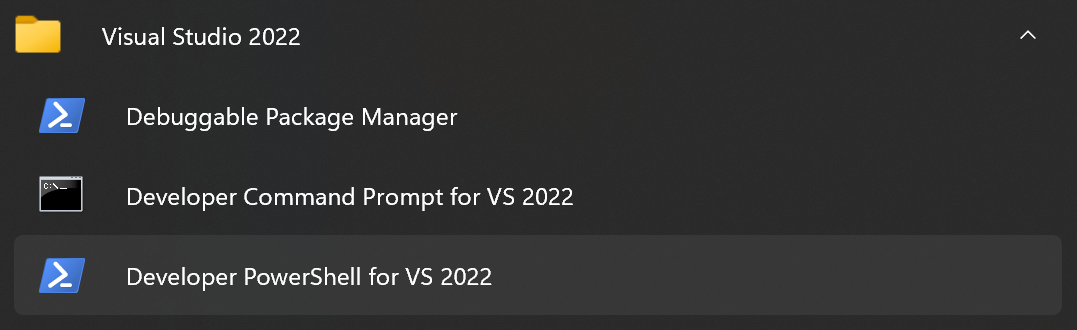 Visual Studio 2022
Debuggable Package Manager
C:\_
Developer Command Prompt for VS 2022
Developer PowerShell for VS 2022